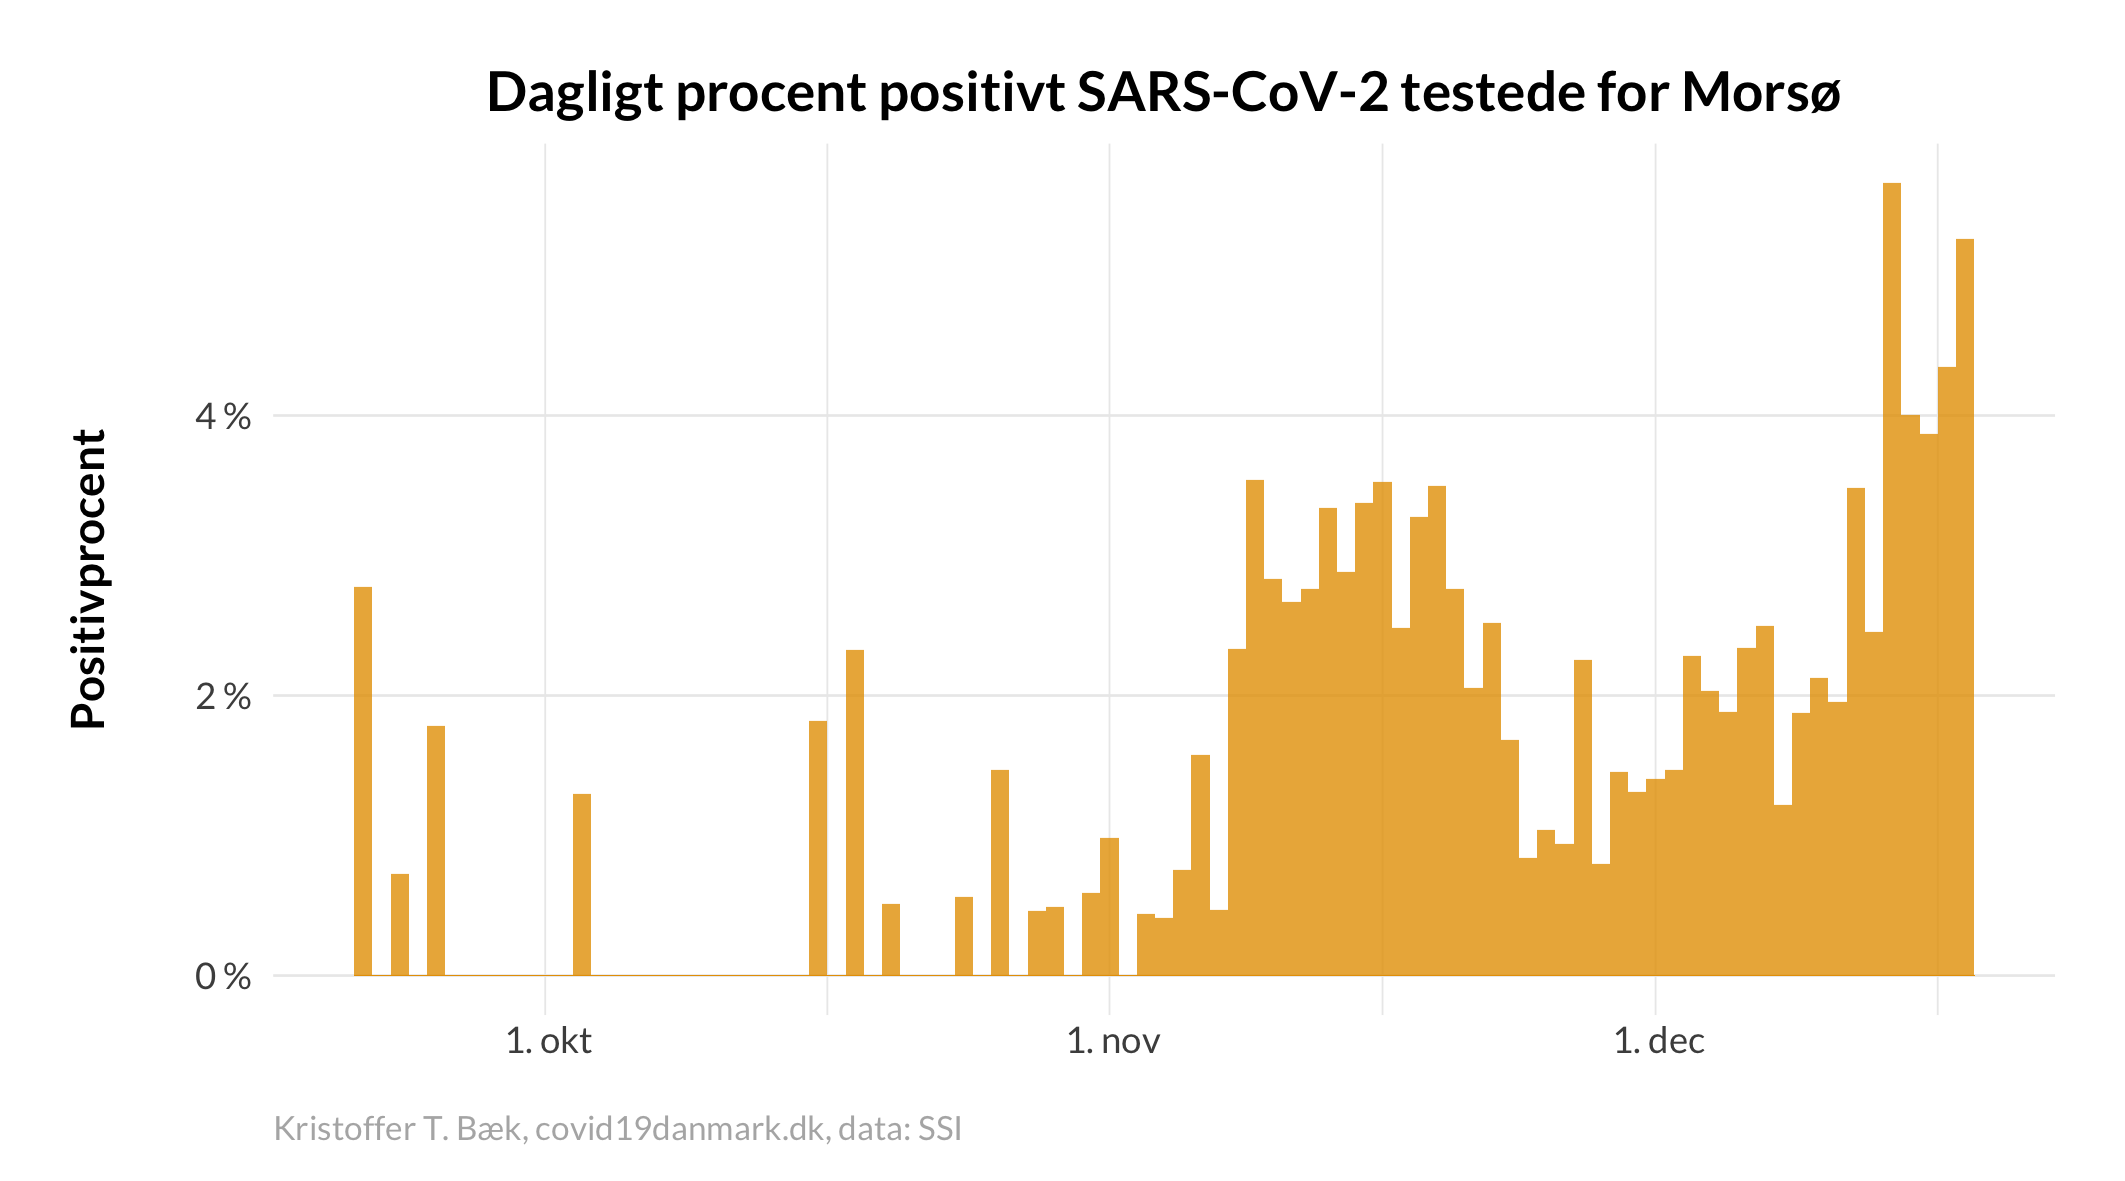 Dagligt procent positivt SARS-CoV-2 testede for Morsø
Positivprocent
4 %
2 %
0 %
1. okt
1. nov
1. dec
Kristoffer T. Bæk, covid19danmark.dk, data: SSI